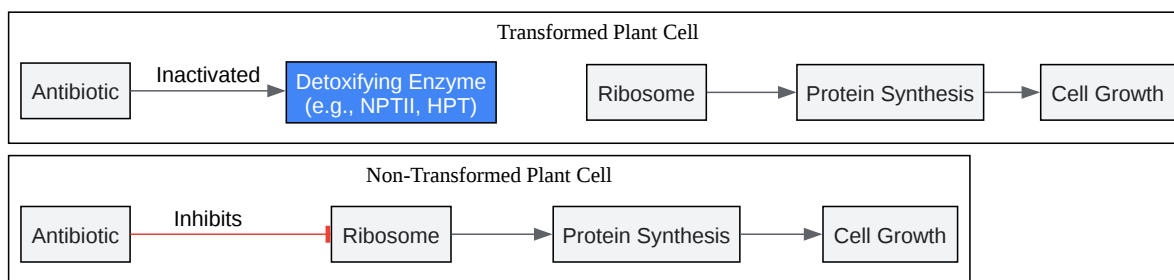 Transformed Plant Cell
Antibiotic
Inactivated
Detoxifying Enzyme
(e.g., NPTII, HPT)
Ribosome
Protein Synthesis
Cell Growth
Non-Transformed Plant Cell
Antibiotic
Inhibits
Ribosome
Protein Synthesis
Cell Growth